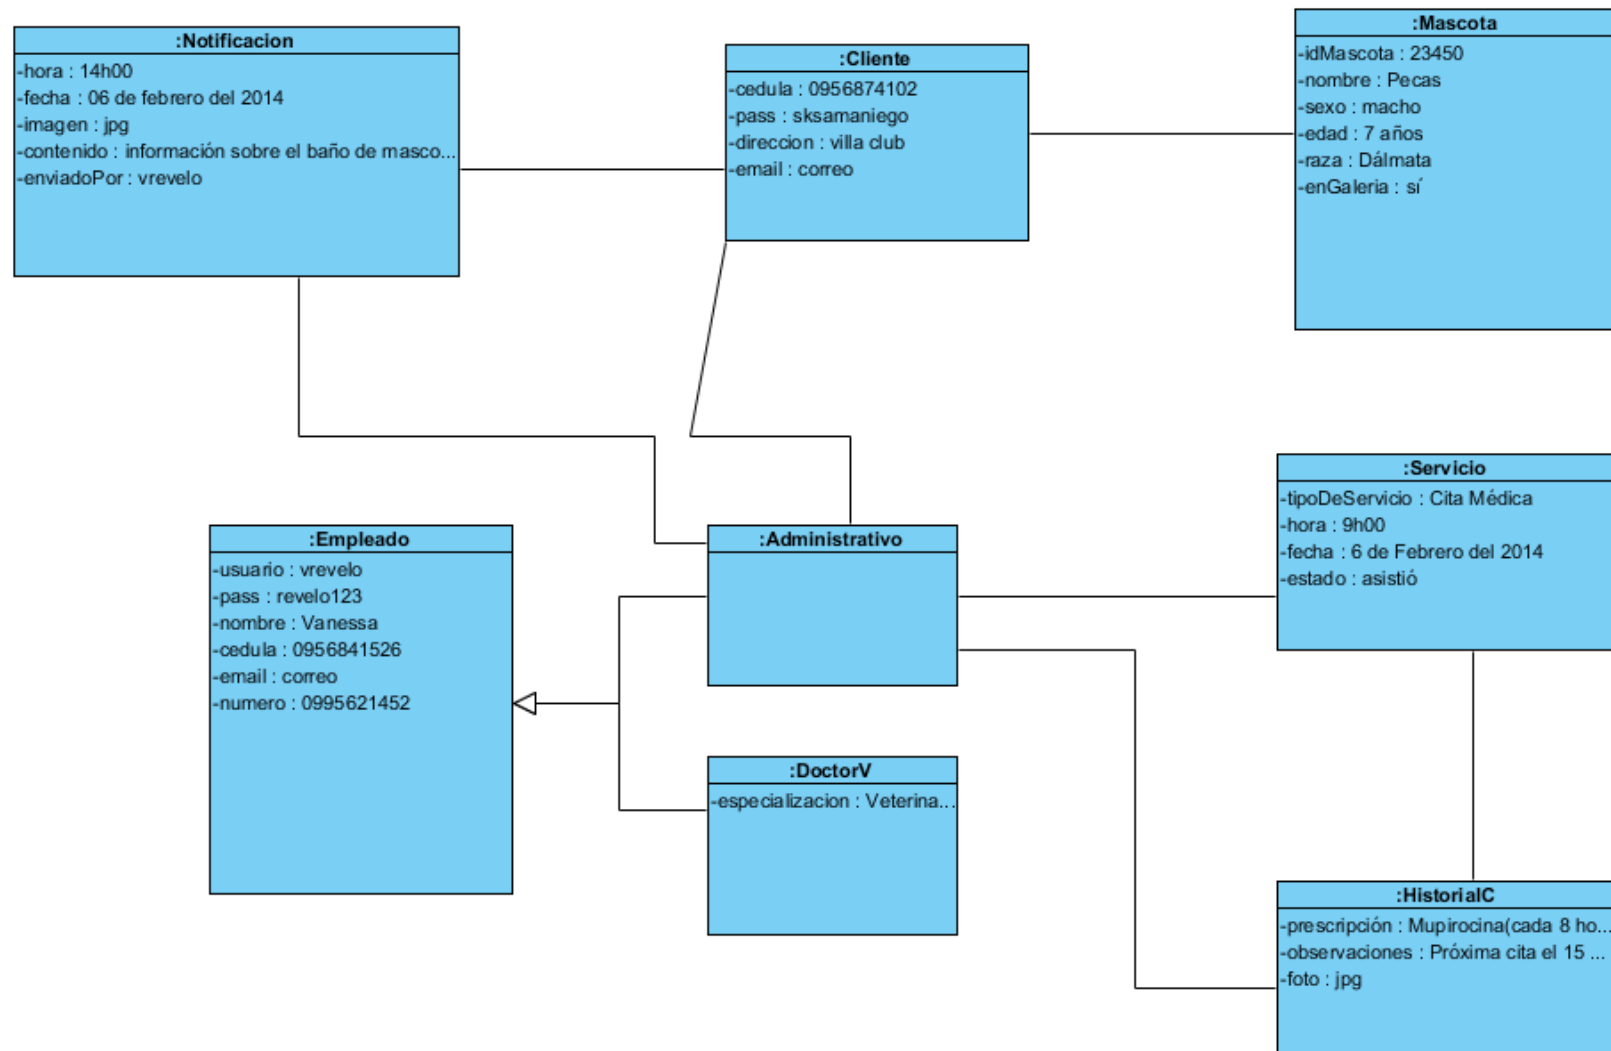 :Notificacion
-hora : 14h00
-fecha : 06 de febrero del 2014
-imagen : jpg
-contenido : información sobre el baño de masco...
-enviadoPor : vrevelo
:Cliente
-cedula : 0956874102
-pass : sksamaniego
-direccion : villa club
-email : correo
:Mascota
-idMascota : 23450
-nombre : Pecas
-sexo : macho
-edad : 7 años
-raza : Dálmata
-enGaleria : sí
:Empleado
-usuario : vrevelo
-pass : revelo123
-nombre : Vanessa
-cedula : 0956841526
-email : correo
-numero : 0995621452
:Administrativo
:Servicio
-tipoDeServicio : Cita Médica
-hora : 9h00
-fecha : 6 de Febrero del 2014
-estado : asistió
:DoctorV
-especializacion : Veterina...
:HistorialC
-prescripción : Mupirocina(cada 8 ho...
-observaciones : Próxima cita el 15 ...
-foto : jpg